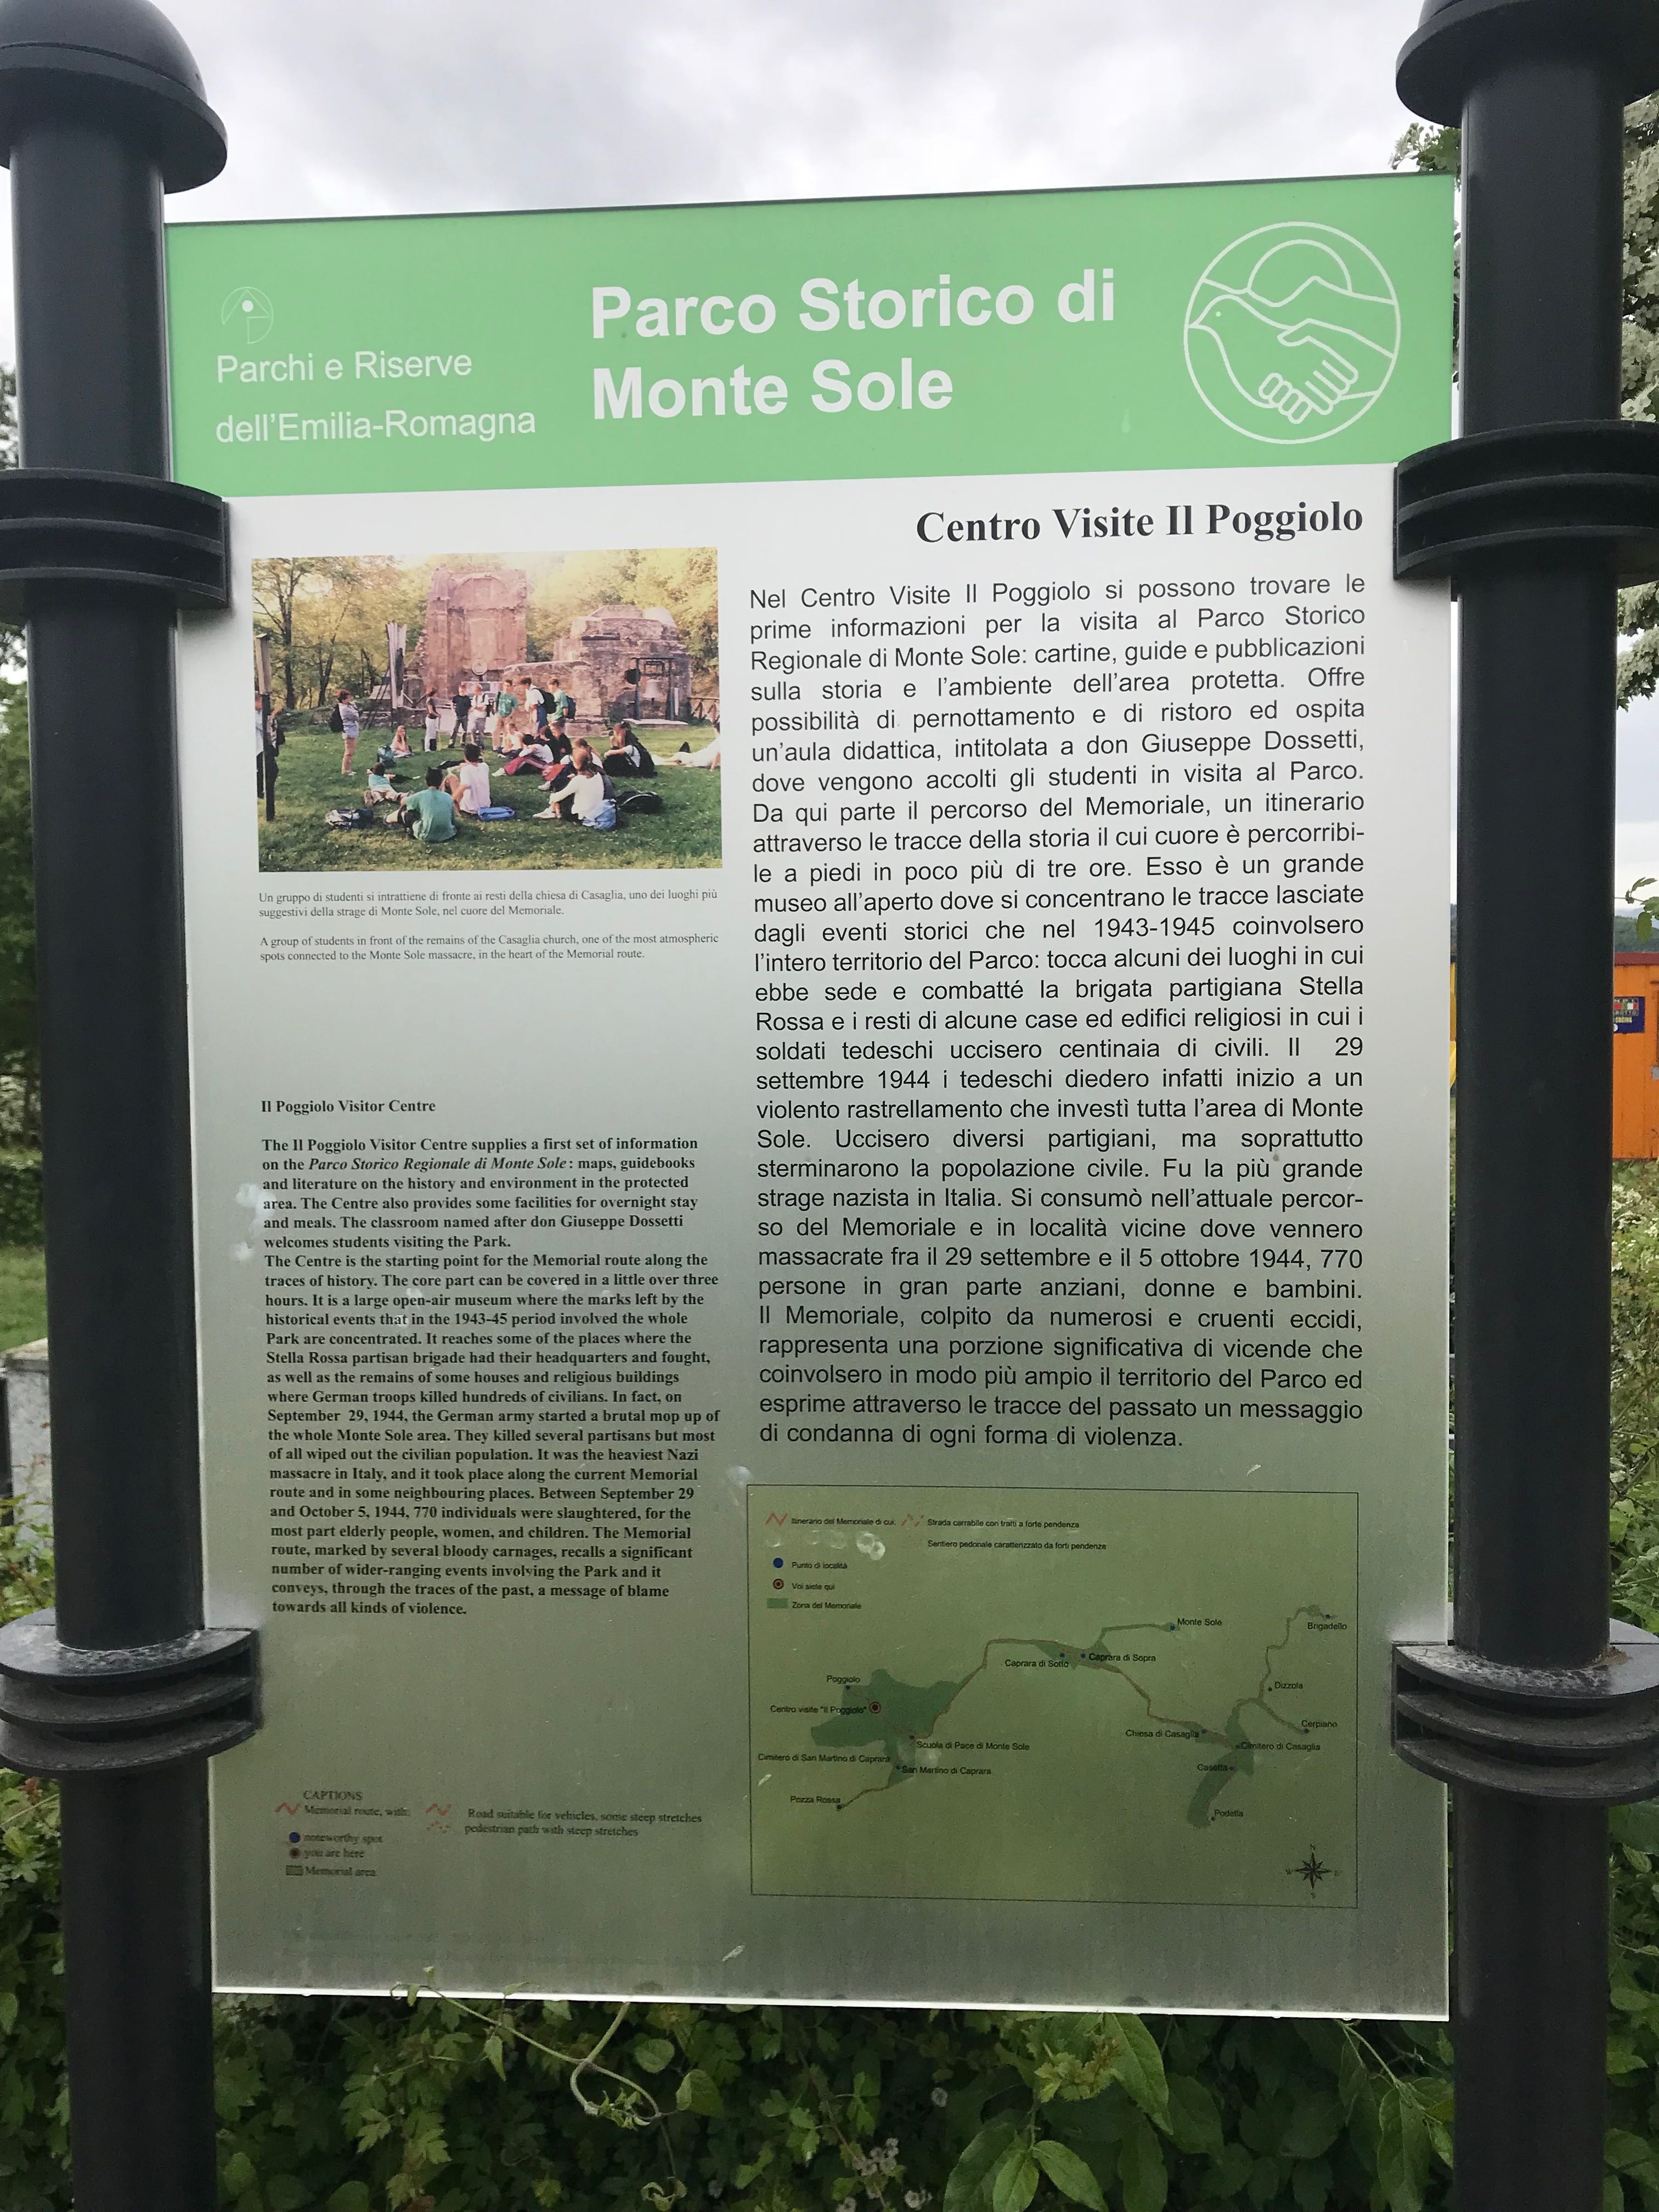 Parchi e Riserve
dell'Emilia-Romagna
Parco Storico di
Monte Sole
Centro Visite Il Poggiolo
Nel Centro Visite Il Poggiolo si possono trovare le
prime informazioni per la visita al Parco Storico
Regionale di Monte Sole: cartine, guide e pubblicazioni
sulla storia e l'ambiente dell'area protetta. Offre
possibilità di pernottamento e di ristoro ed ospita
un'aula didattica, intitolata a don Giuseppe Dossetti,
dove vengono accolti gli studenti in visita al Parco.
Da qui parte il percorso del Memoriale, un itinerario
attraverso le tracce della storia il cui cuore è percorribi-
le a piedi in poco più di tre ore. Esso è un grande
museo all'aperto dove si concentrano le tracce lasciate
dagli eventi storici che nel 1943-1945 coinvolsero
l'intero territorio del Parco: tocca alcuni dei luoghi in cui
ebbe sede e combatté la brigata partigiana Stella
Rossa e i resti di alcune case ed edifici religiosi in cui i
soldati tedeschi uccisero centinaia di civili. Il 29
settembre 1944 i tedeschi diedero infatti inizio a un
violento rastrellamento che investì tutta l'area di Monte
Sole. Uccisero diversi partigiani, ma soprattutto
sterminarono la popolazione civile. Fu la più grande
strage nazista in Italia. Si consumò nell'attuale percor-
so del Memoriale e in località vicine dove vennero
massacrate fra il 29 settembre e il 5 ottobre 1944, 770
persone in gran parte anziani, donne e bambini.
Il Memoriale, colpito da numerosi e cruenti eccidi,
rappresenta una porzione significativa di vicende che
coinvolsero in modo più ampio il territorio del Parco ed
esprime attraverso le tracce del passato un messaggio
di condanna di ogni forma di violenza.
Un gruppo di studenti si intrattiene di fronte ai resti della chiesa di Casaglia, uno dei luoghi più
suggestivi della strage di Monte Sole, nel cuore del Memoriale.
A group of students in front of the remains of the Casaglia church, one of the most atmospheric
spots connected to the Monte Sole massacre, in the heart of the Memorial route.
Il Poggiolo Visitor Centre
The Il Poggiolo Visitor Centre supplies a first set of information
on the Parco Storico Regionale di Monte Sole: maps, guidebooks
and literature on the history and environment in the protected
area. The Centre also provides some facilities for overnight stay
and meals. The classroom named after don Giuseppe Dossetti
welcomes students visiting the Park.
The Centre is the starting point for the Memorial route along the
traces of history. The core part can be covered in a little over three
hours. It is a large open-air museum where the marks left by the
historical events that in the 1943-45 period involved the whole
Park are concentrated. It reaches some of the places where the
Stella Rossa partisan brigade had their headquarters and fought,
as well as the remains of some houses and religious buildings
where German troops killed hundreds of civilians. In fact, on
September 29, 1944, the German army started a brutal mop up of
the whole Monte Sole area. They killed several partisans but most
of all wiped out the civilian population. It was the heaviest Nazi
massacre in Italy, and it took place along the current Memorial
route and in some neighbouring places. Between September 29
and October 5, 1944, 770 individuals were slaughtered, for the
most part elderly people, women, and children. The Memorial
route, marked by several bloody carnages, recalls a significant
number of wider-ranging events involving the Park and it
conveys, through the traces of the past, a message of blame
towards all kinds of violence.
CAPTIONS
Memorial route, with:
Road suitable for vehicles, some steep stretches
pedestrian path with steep stretches
noteworthy spot
you are here
Memorial area
Itinerario del Memoriale di cui:
Strada carrabile con tratti a forte pendenza
Sentiero pedonale caratterizzato da forti pendenze
Punto di località
Voi siete qui
Zona del Memoriale
Monte Sole
Brigadello
Caprara di Sotto
Caprara di Sopra
Poggiolo
Dizzola
Centro visite "Il Poggiolo"
Cerpiano
Chiesa di Casaglia
Scuola di Pace di Monte Sole
Cimitero di Casaglia
Cimitero di San Martino di Caprara
San Martino di Caprara
Casetta
Pozza Rossa
Podella
N
W
E
S